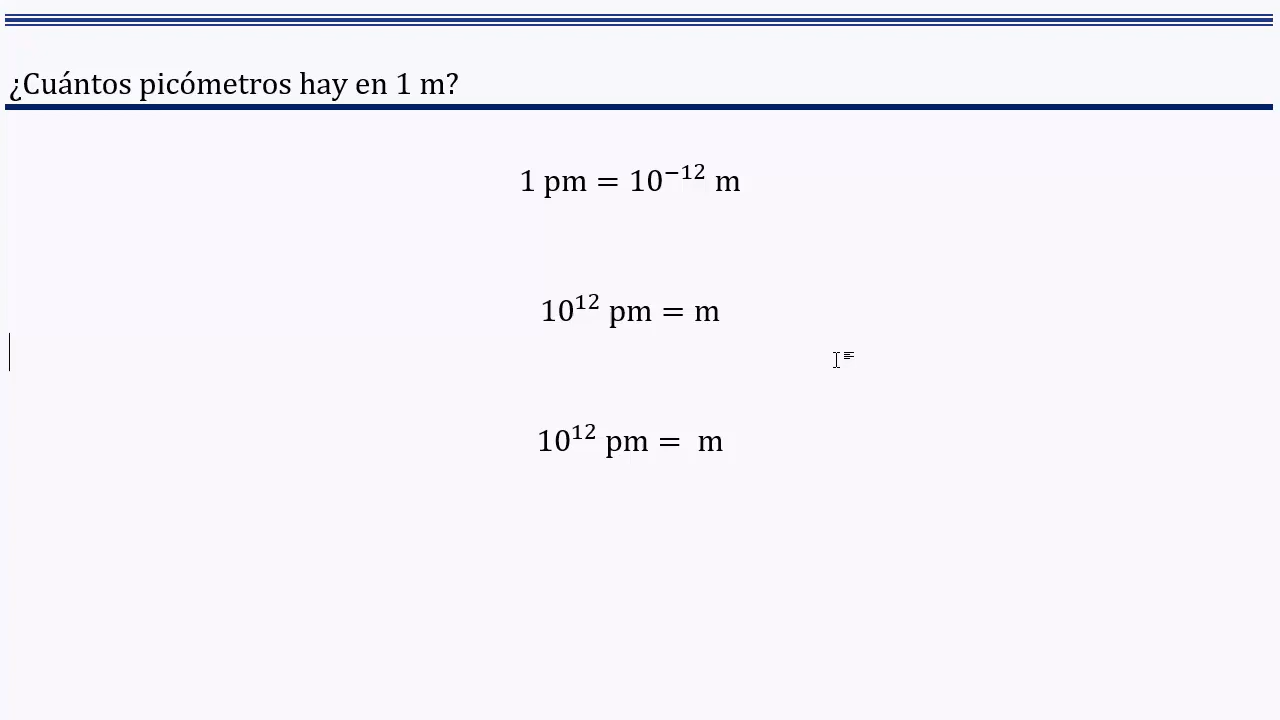 ¿Cuántos picómetros hay en 1 m?
1 pm = 10⁻¹² m
10¹² pm = m
10¹² pm = m